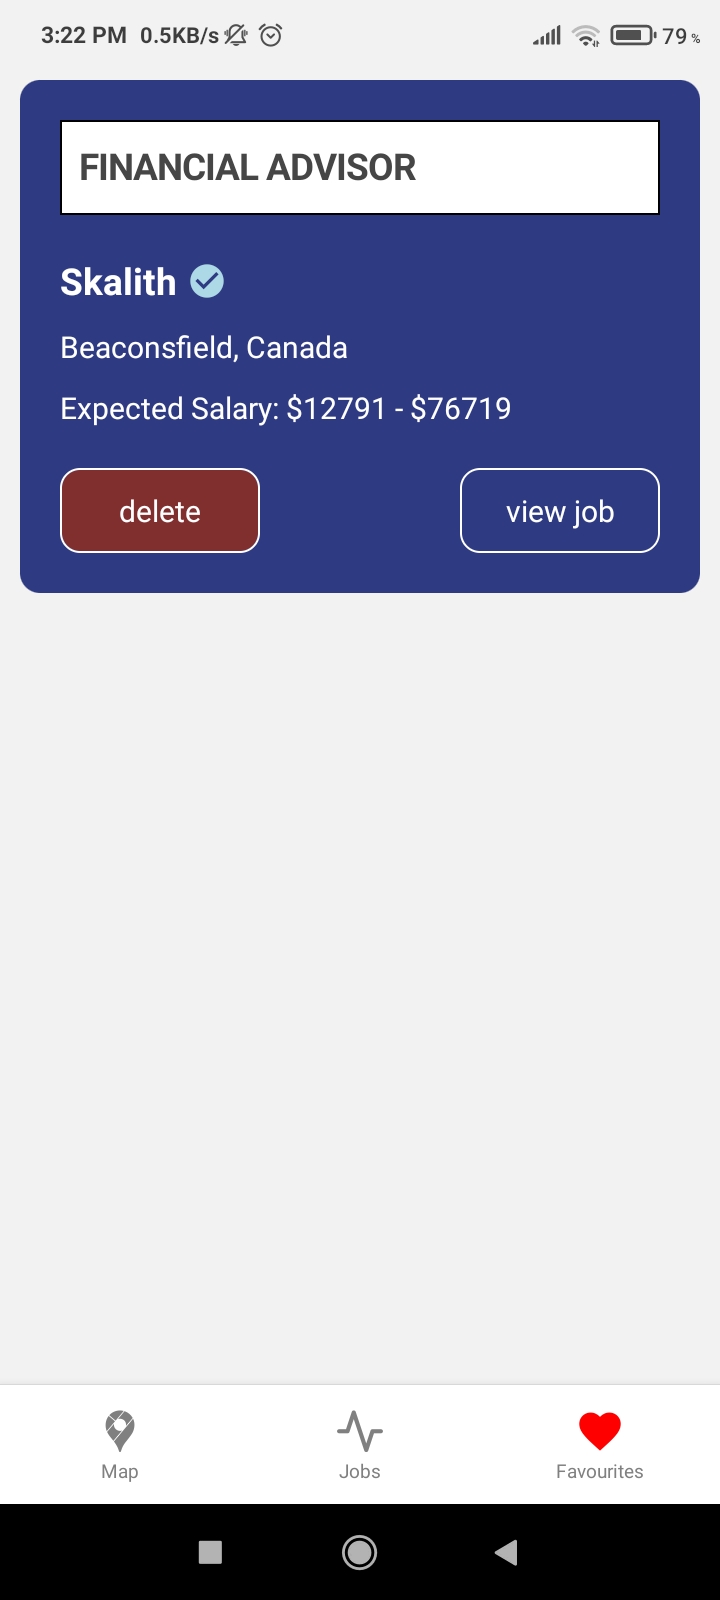 3:22 PM 0.5KB/s 79%
FINANCIAL ADVISOR
Skalith
Beaconsfield, Canada
Expected Salary: $12791 - $76719
delete view job
Map Jobs Favourites